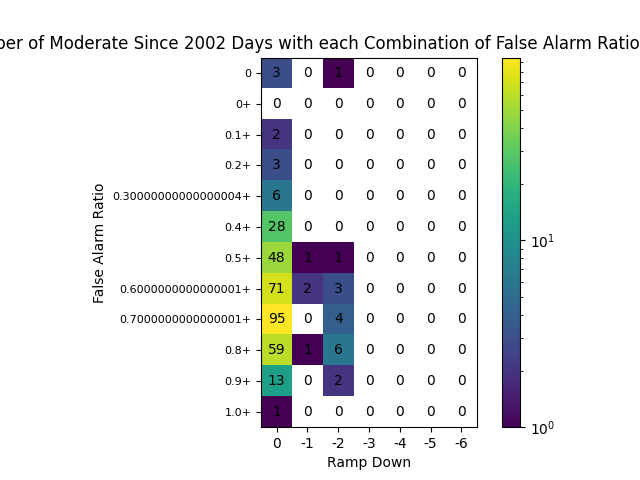 ber of Moderate Since 2002 Days with each Combination of False Alarm Ratio
0 3 0 1 0 0 0 0
0+ 0 0 0 0 0 0 0
0.1+ 2 0 0 0 0 0 0
0.2+ 3 0 0 0 0 0 0
0.30000000000000004+ 6 0 0 0 0 0 0
0.4+ 28 0 0 0 0 0 0
0.5+ 48 1 1 0 0 0 0
0.6000000000000001+ 71 2 3 0 0 0 0
0.7000000000000001+ 95 0 4 0 0 0 0
0.8+ 59 1 6 0 0 0 0
0.9+ 13 0 2 0 0 0 0
1.0+ 1 0 0 0 0 0 0
0 -1 -2 -3 -4 -5 -6
Ramp Down
False Alarm Ratio
10¹
10⁰